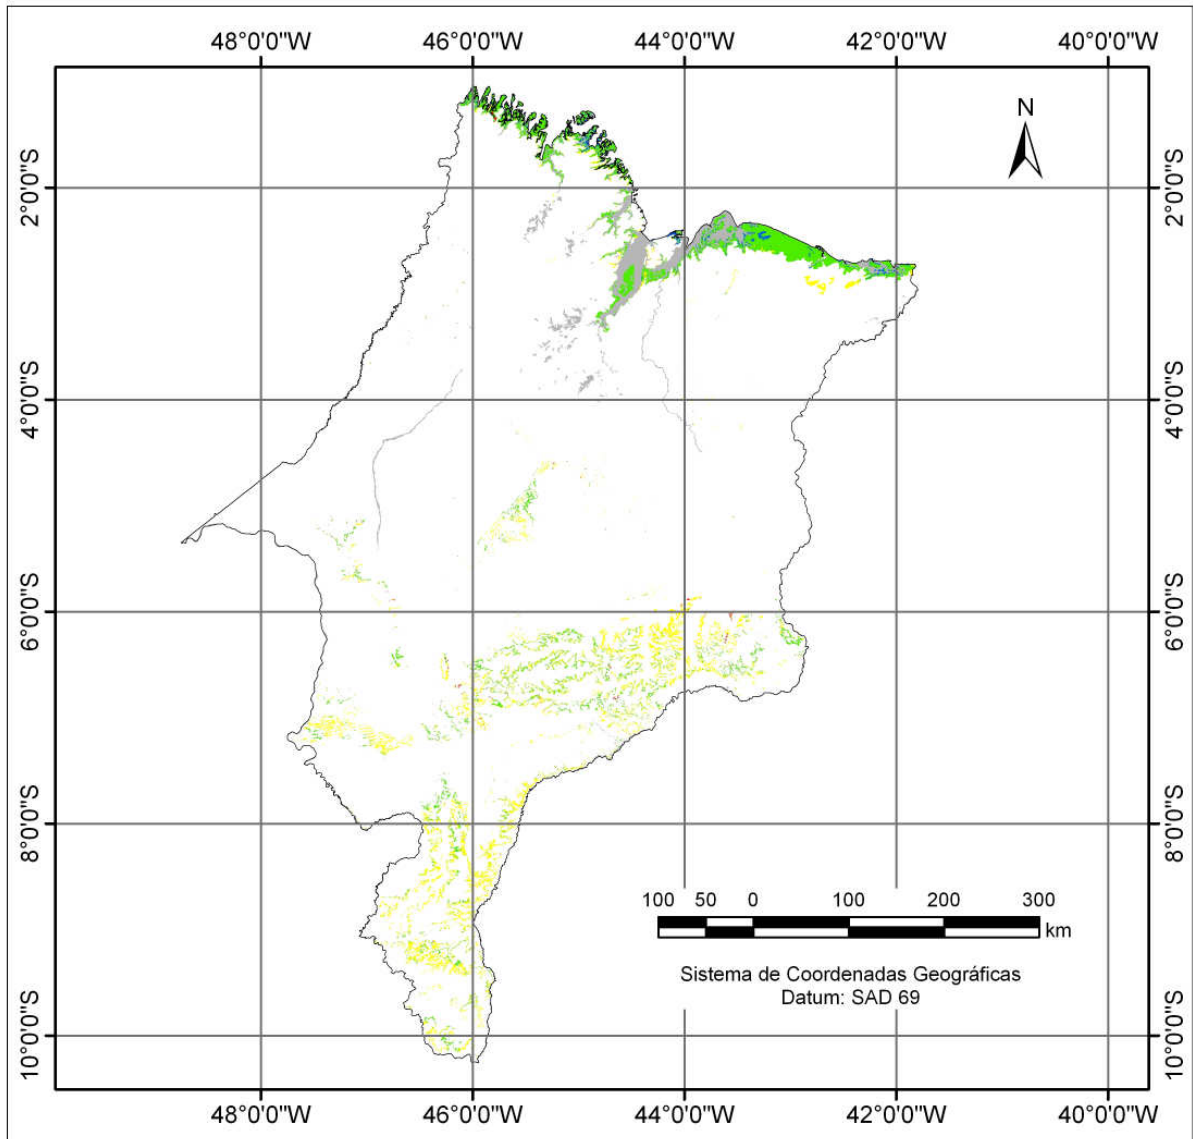 48°0'0"W 46°0'0"W 44°0'0"W 42°0'0"W 40°0'0"W
N
2°0'0"S 2°0'0"S
4°0'0"S 4°0'0"S
6°0'0"S 6°0'0"S
8°0'0"S 8°0'0"S
100 50 0 100 200 300
km
Sistema de Coordenadas Geográficas
Datum: SAD 69
10°0'0"S 10°0'0"S
48°0'0"W 46°0'0"W 44°0'0"W 42°0'0"W 40°0'0"W